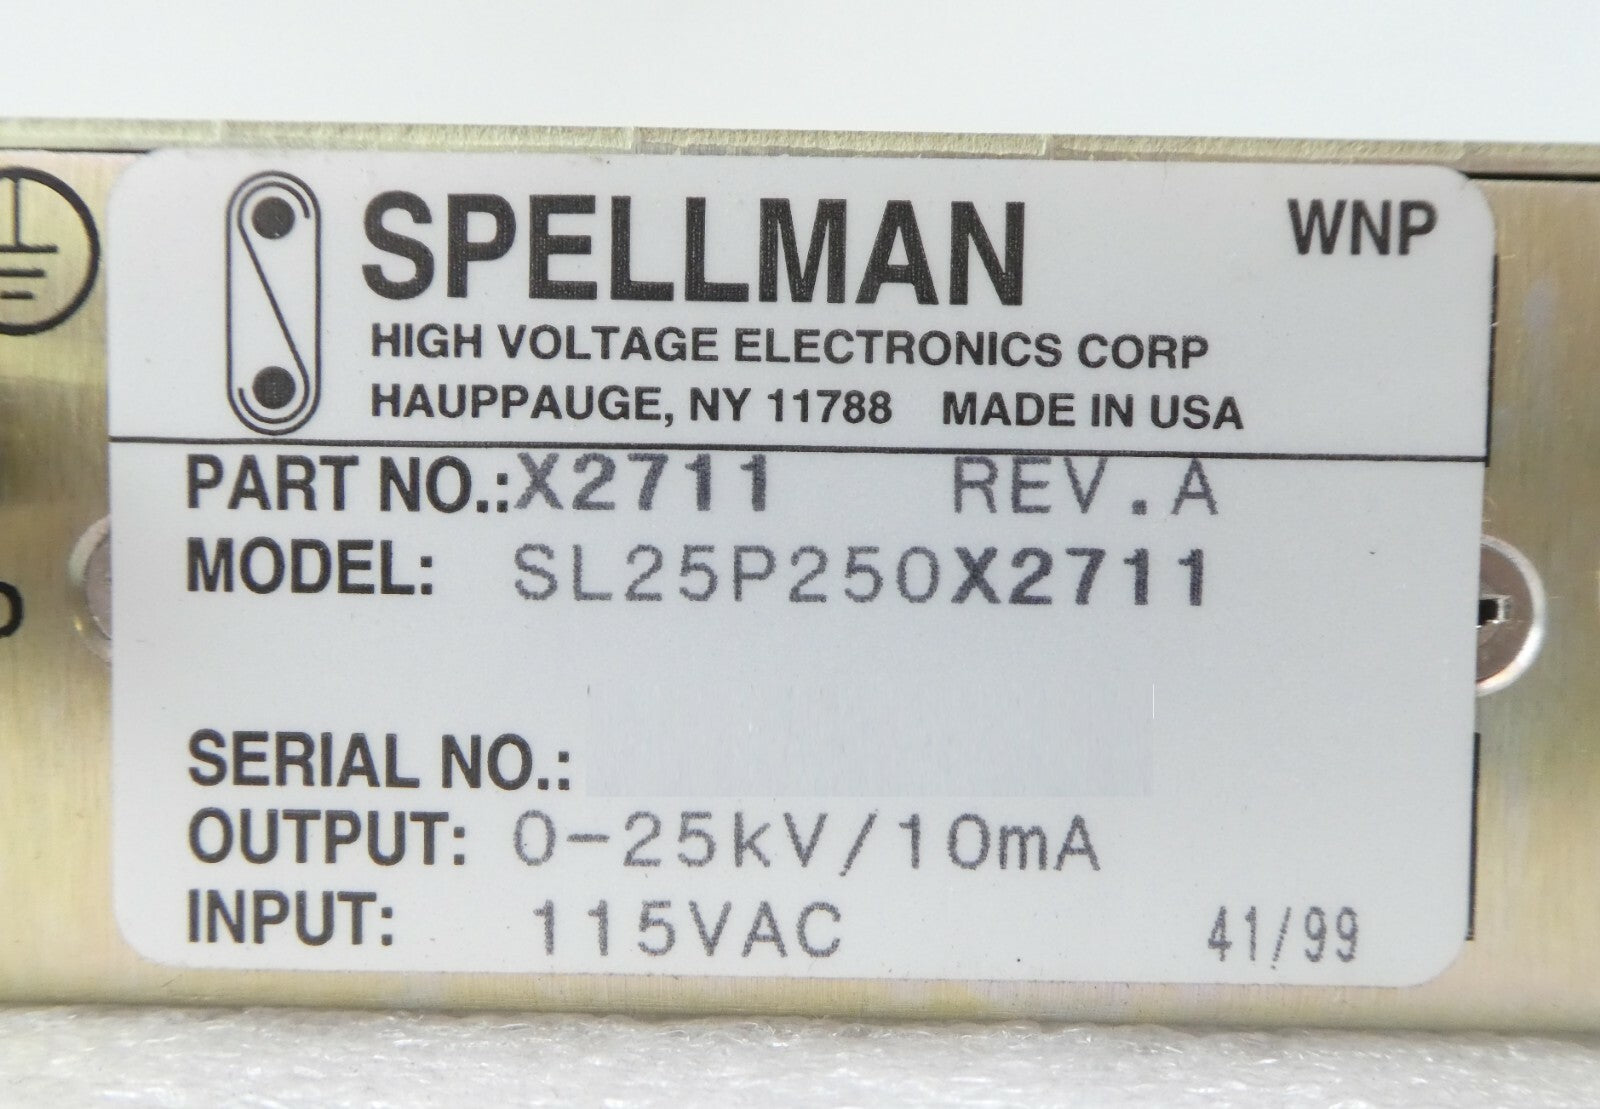 SPELLMAN WNP
HIGH VOLTAGE ELECTRONICS CORP
HAUPPAUGE, NY 11788 MADE IN USA
PART NO.:X2711 REV.A
MODEL: SL25P250X2711
SERIAL NO.:
OUTPUT: 0-25kV/10mA
INPUT: 115VAC 41/99